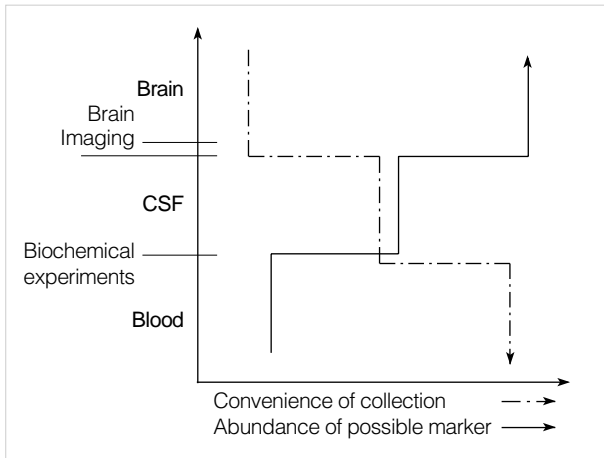 Brain
Brain
Imaging
CSF
Biochemical
experiments
Blood
Convenience of collection
Abundance of possible marker